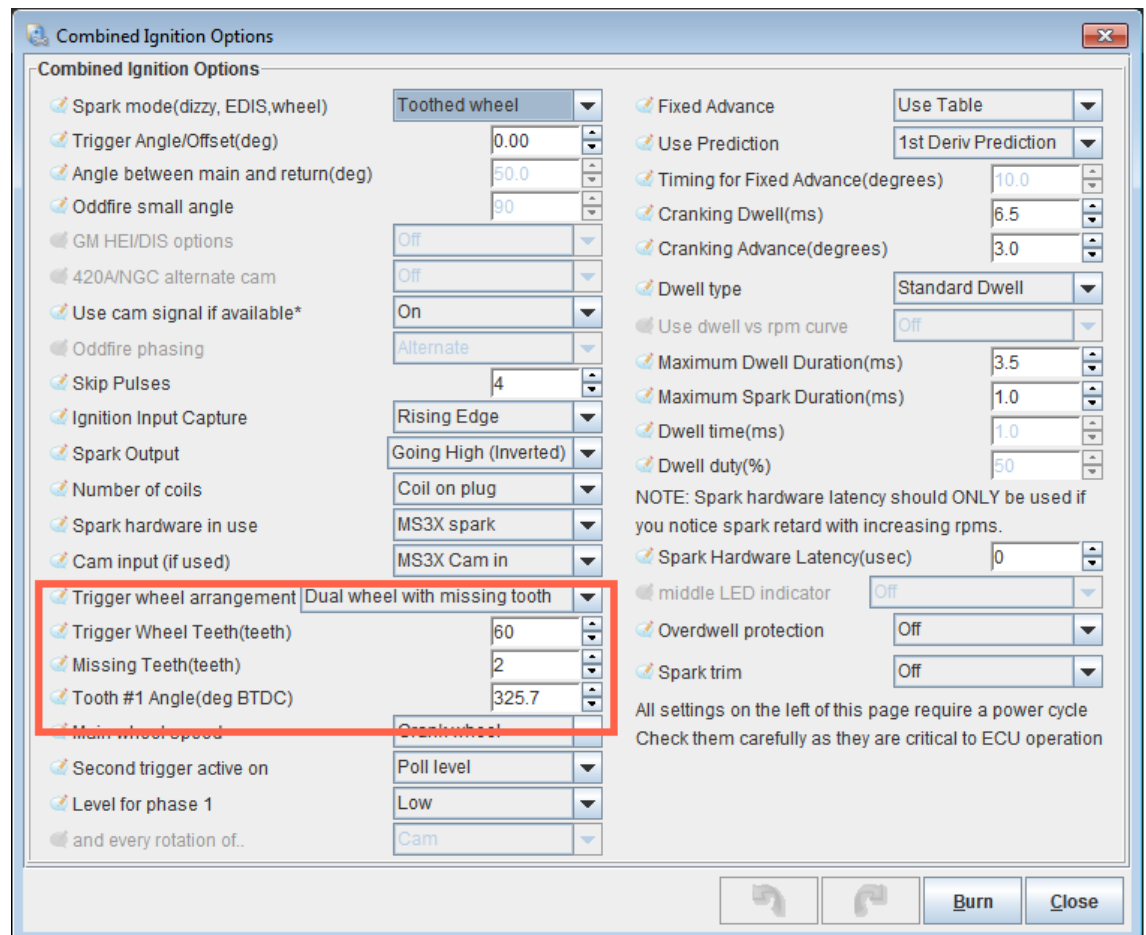 Combined Ignition Options
Combined Ignition Options
Spark mode(dizzy, EDIS,wheel) Toothed wheel
Trigger Angle/Offset(deg) 0.00
Angle between main and return(deg) 50.0
Oddfire small angle 90
GM HEI/DIS options Off
420A/NGC alternate cam Off
Use cam signal if available* On
Oddfire phasing Alternate
Skip Pulses 4
Ignition Input Capture Rising Edge
Spark Output Going High (Inverted)
Number of coils Coil on plug
Spark hardware in use MS3X spark
Cam input (if used) MS3X Cam in
Trigger wheel arrangement Dual wheel with missing tooth
Trigger Wheel Teeth(teeth) 60
Missing Teeth(teeth) 2
Tooth #1 Angle(deg BTDC) 325.7
Main wheel speed Crank wheel
Second trigger active on Poll level
Level for phase 1 Low
and every rotation of.. Cam
Fixed Advance Use Table
Use Prediction 1st Deriv Prediction
Timing for Fixed Advance(degrees) 10.0
Cranking Dwell(ms) 6.5
Cranking Advance(degrees) 3.0
Dwell type Standard Dwell
Use dwell vs rpm curve Off
Maximum Dwell Duration(ms) 3.5
Maximum Spark Duration(ms) 1.0
Dwell time(ms) 1.0
Dwell duty(%) 50
NOTE: Spark hardware latency should ONLY be used if
you notice spark retard with increasing rpms.
Spark Hardware Latency(usec) 0
middle LED indicator Off
Overdwell protection Off
Spark trim Off
All settings on the left of this page require a power cycle
Check them carefully as they are critical to ECU operation
Burn Close